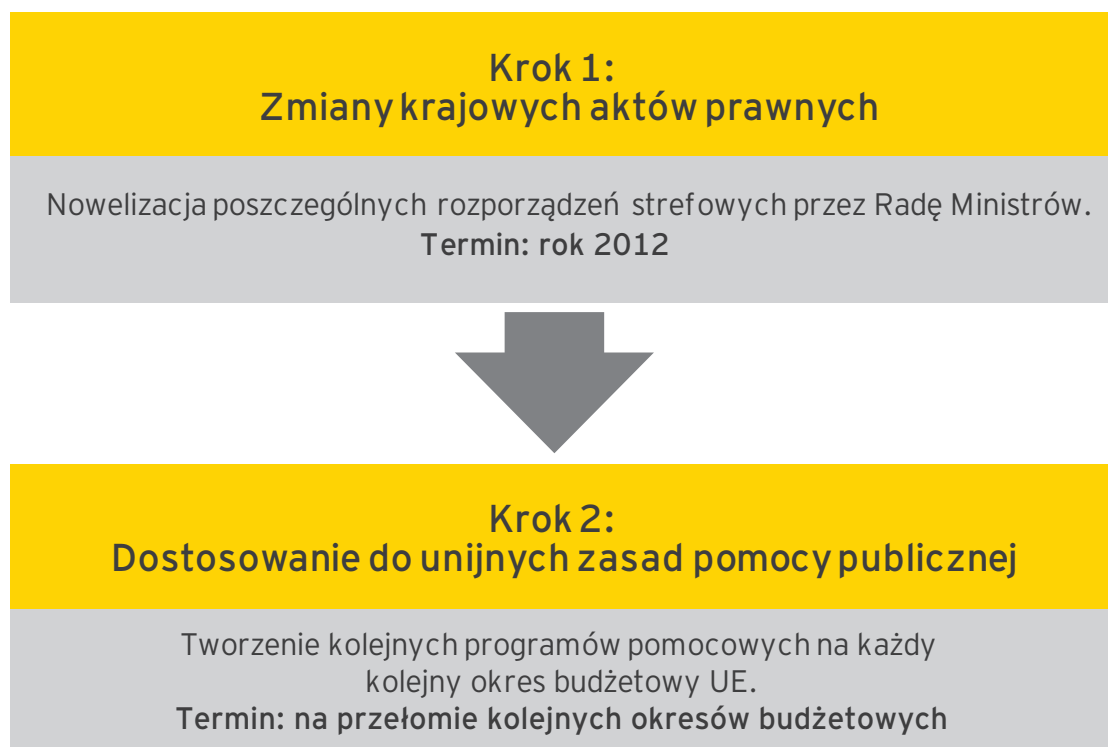 Krok 1:
Zmiany krajowych aktów prawnych
Nowelizacja poszczególnych rozporządzeń strefowych przez Radę Ministrów.
Termin: rok 2012
Krok 2:
Dostosowanie do unijnych zasad pomocy publicznej
Tworzenie kolejnych programów pomocowych na każdy
kolejny okres budżetowy UE.
Termin: na przełomie kolejnych okresów budżetowych